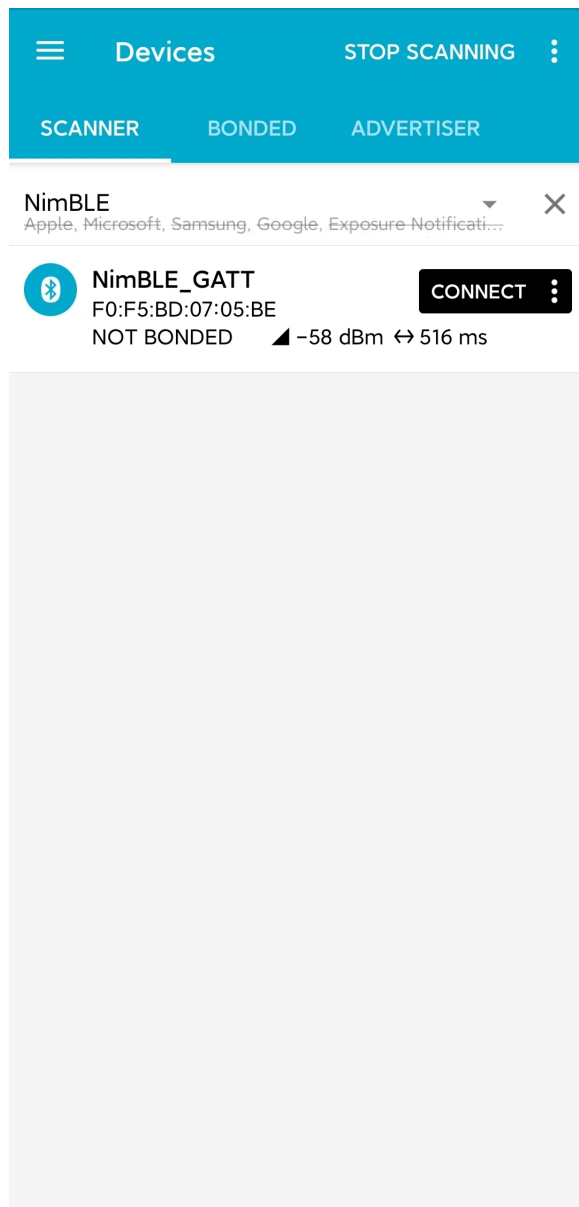 Devices STOP SCANNING
SCANNER BONDED ADVERTISER
NimBLE
Apple, Microsoft, Samsung, Google, Exposure Notificati...
NimBLE_GATT CONNECT
F0:F5:BD:07:05:BE
NOT BONDED -58 dBm ↔ 516 ms